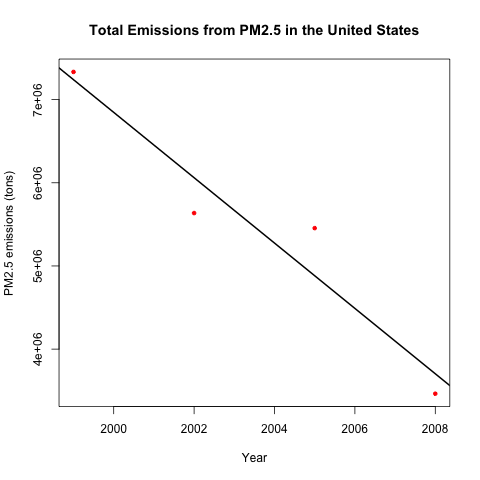 Total Emissions from PM2.5 in the United States
PM2.5 emissions (tons)
7e+06
6e+06
5e+06
4e+06
2000 2002 2004 2006 2008
Year